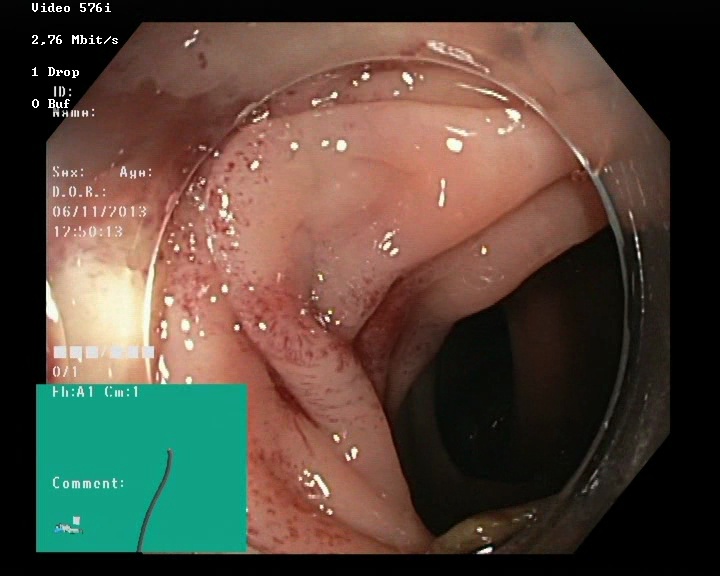 Video 576i
2,76 Mbit/s
1 Drop
ID:
0 Buf
Name:
Sex: Age:
D.O.B.:
06/11/2013
12:50:13
0/1
Eh:A1 Cm:1
Comment: